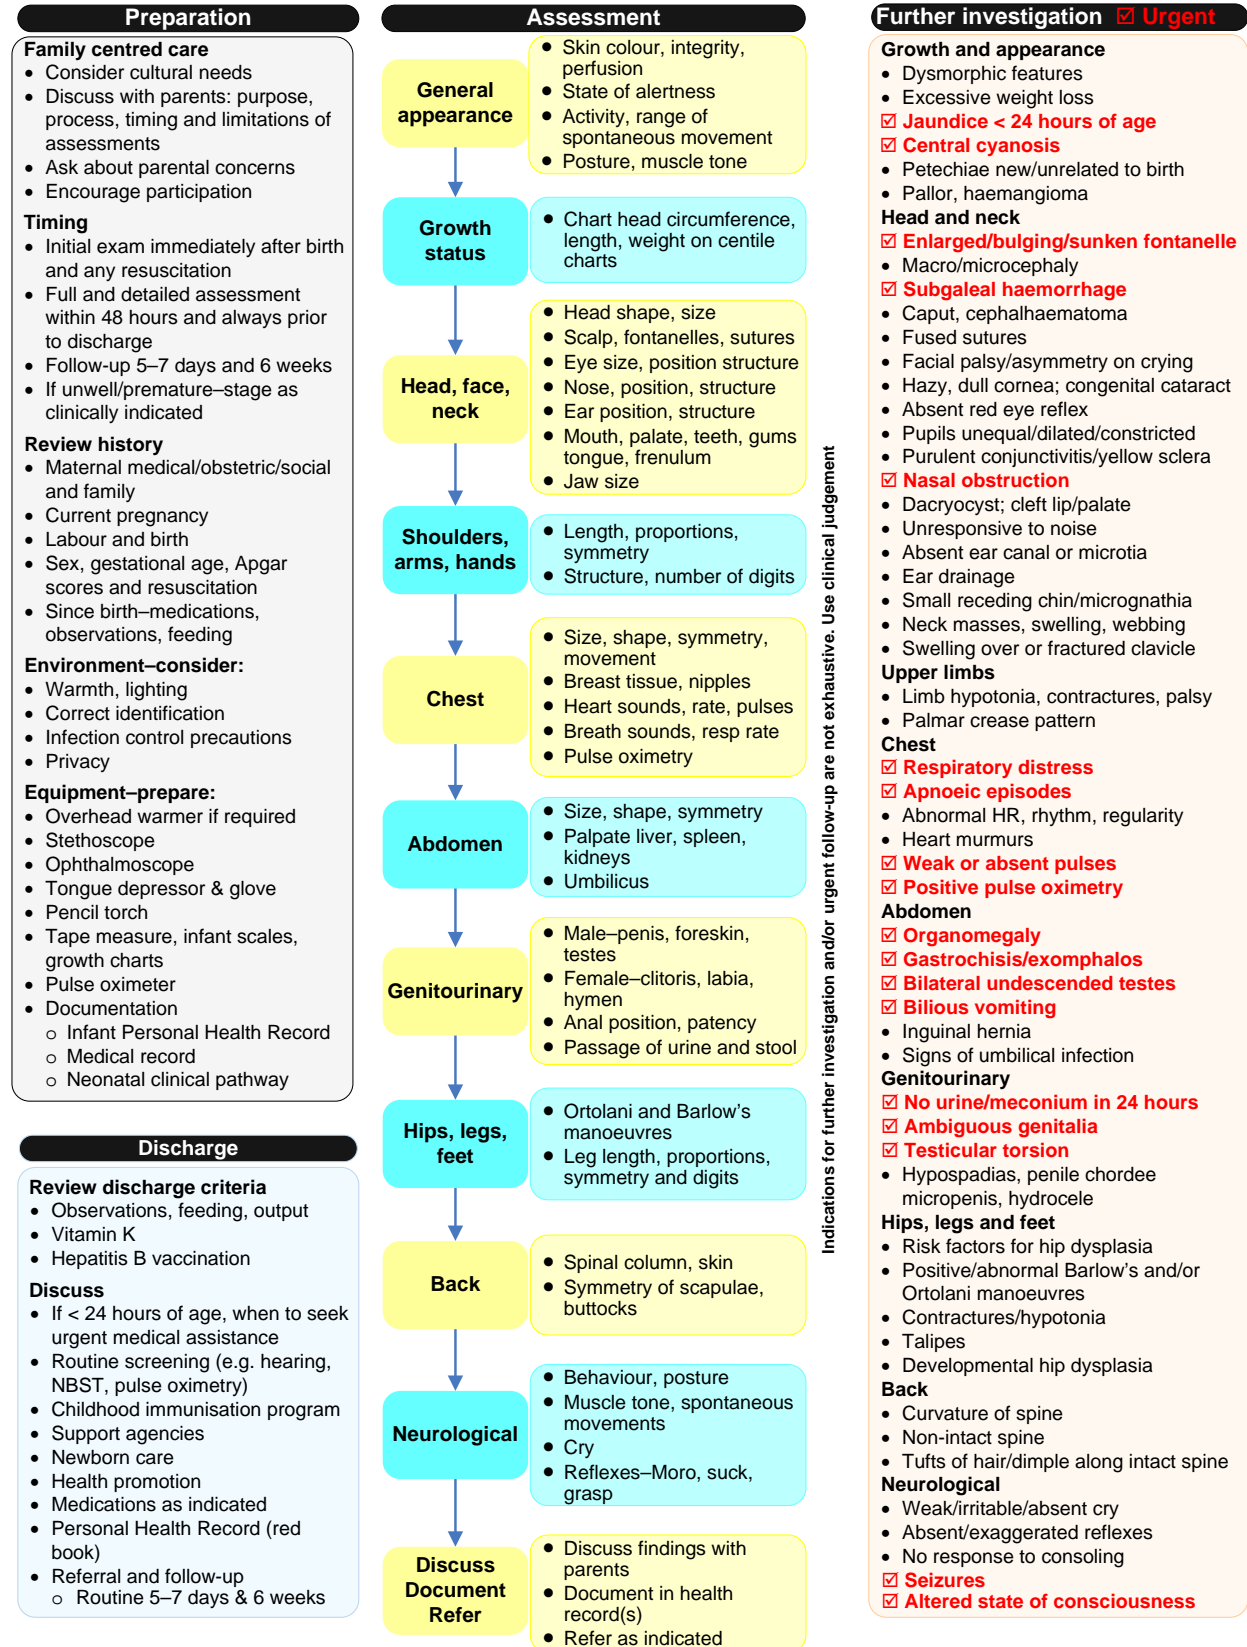 Preparation
Family centred care
• Consider cultural needs
• Discuss with parents: purpose,
process, timing and limitations of
assessments
• Ask about parental concerns
• Encourage participation
Timing
• Initial exam immediately after birth
and any resuscitation
• Full and detailed assessment
within 48 hours and always prior
to discharge
• Follow-up 5–7 days and 6 weeks
• If unwell/premature–stage as
clinically indicated
Review history
• Maternal medical/obstetric/social
and family
• Current pregnancy
• Labour and birth
• Sex, gestational age, Apgar
scores and resuscitation
• Since birth–medications,
observations, feeding
Environment–consider:
• Warmth, lighting
• Correct identification
• Infection control precautions
• Privacy
Equipment–prepare:
• Overhead warmer if required
• Stethoscope
• Ophthalmoscope
• Tongue depressor & glove
• Pencil torch
• Tape measure, infant scales,
growth charts
• Pulse oximeter
• Documentation
o Infant Personal Health Record
o Medical record
o Neonatal clinical pathway
Discharge
Review discharge criteria
• Observations, feeding, output
• Vitamin K
• Hepatitis B vaccination
Discuss
• If < 24 hours of age, when to seek
urgent medical assistance
• Routine screening (e.g. hearing,
NBST, pulse oximetry)
• Childhood immunisation program
• Support agencies
• Newborn care
• Health promotion
• Medications as indicated
• Personal Health Record (red
book)
• Referral and follow-up
o Routine 5–7 days & 6 weeks
Assessment
General
appearance
• Skin colour, integrity,
perfusion
• State of alertness
• Activity, range of
spontaneous movement
• Posture, muscle tone
Growth
status
• Chart head circumference,
length, weight on centile
charts
Head, face,
neck
• Head shape, size
• Scalp, fontanelles, sutures
• Eye size, position structure
• Nose, position, structure
• Ear position, structure
• Mouth, palate, teeth, gums
tongue, frenulum
• Jaw size
Shoulders,
arms, hands
• Length, proportions,
symmetry
• Structure, number of digits
Chest
• Size, shape, symmetry,
movement
• Breast tissue, nipples
• Heart sounds, rate, pulses
• Breath sounds, resp rate
• Pulse oximetry
Abdomen
• Size, shape, symmetry
• Palpate liver, spleen,
kidneys
• Umbilicus
Genitourinary
• Male–penis, foreskin,
testes
• Female–clitoris, labia,
hymen
• Anal position, patency
• Passage of urine and stool
Hips, legs,
feet
• Ortolani and Barlow's
manoeuvres
• Leg length, proportions,
symmetry and digits
Back
• Spinal column, skin
• Symmetry of scapulae,
buttocks
Neurological
• Behaviour, posture
• Muscle tone, spontaneous
movements
• Cry
• Reflexes–Moro, suck,
grasp
Discuss
Document
Refer
• Discuss findings with
parents
• Document in health
record(s)
• Refer as indicated
Indications for further investigation and/or urgent follow-up are not exhaustive. Use clinical judgement
Further investigation ☑ Urgent
Growth and appearance
• Dysmorphic features
• Excessive weight loss
☑ Jaundice < 24 hours of age
☑ Central cyanosis
• Petechiae new/unrelated to birth
• Pallor, haemangioma
Head and neck
☑ Enlarged/bulging/sunken fontanelle
• Macro/microcephaly
☑ Subgaleal haemorrhage
• Caput, cephalhaematoma
• Fused sutures
• Facial palsy/asymmetry on crying
• Hazy, dull cornea; congenital cataract
• Absent red eye reflex
• Pupils unequal/dilated/constricted
• Purulent conjunctivitis/yellow sclera
☑ Nasal obstruction
• Dacryocyst; cleft lip/palate
• Unresponsive to noise
• Absent ear canal or microtia
• Ear drainage
• Small receding chin/micrognathia
• Neck masses, swelling, webbing
• Swelling over or fractured clavicle
Upper limbs
• Limb hypotonia, contractures, palsy
• Palmar crease pattern
Chest
☑ Respiratory distress
☑ Apnoeic episodes
• Abnormal HR, rhythm, regularity
• Heart murmurs
☑ Weak or absent pulses
☑ Positive pulse oximetry
Abdomen
☑ Organomegaly
☑ Gastrochisis/exomphalos
☑ Bilateral undescended testes
☑ Bilious vomiting
• Inguinal hernia
• Signs of umbilical infection
Genitourinary
☑ No urine/meconium in 24 hours
☑ Ambiguous genitalia
☑ Testicular torsion
• Hypospadias, penile chordee
micropenis, hydrocele
Hips, legs and feet
• Risk factors for hip dysplasia
• Positive/abnormal Barlow's and/or
Ortolani manoeuvres
• Contractures/hypotonia
• Talipes
• Developmental hip dysplasia
Back
• Curvature of spine
• Non-intact spine
• Tufts of hair/dimple along intact spine
Neurological
• Weak/irritable/absent cry
• Absent/exaggerated reflexes
• No response to consoling
☑ Seizures
☑ Altered state of consciousness